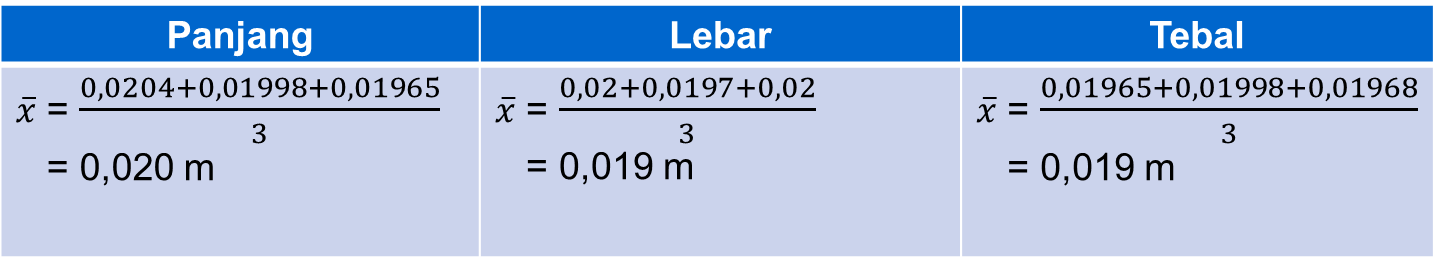 Panjang Lebar Tebal
x̄ = 0,0204+0,01998+0,01965 / 3
= 0,020 m
x̄ = 0,02+0,0197+0,02 / 3
= 0,019 m
x̄ = 0,01965+0,01998+0,01968 / 3
= 0,019 m